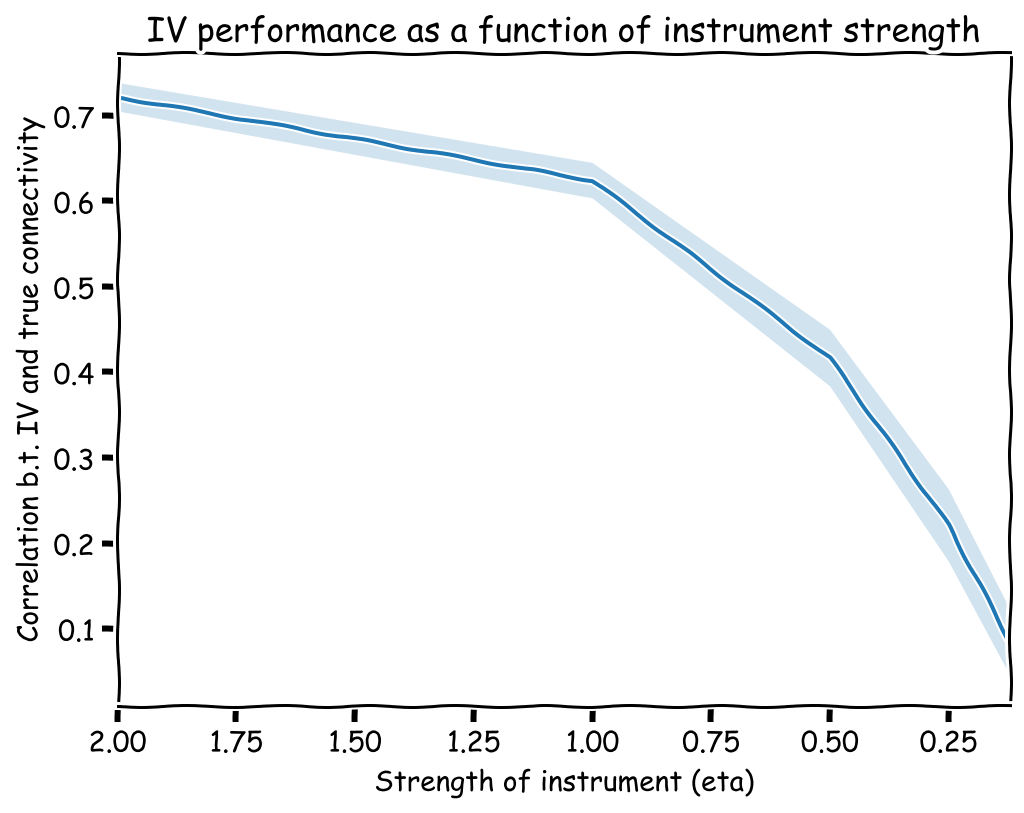 IV performance as a function of instrument strength
Correlation b.t. IV and true connectivity
0.7
0.6
0.5
0.4
0.3
0.2
0.1
2.00 1.75 1.50 1.25 1.00 0.75 0.50 0.25
Strength of instrument (eta)